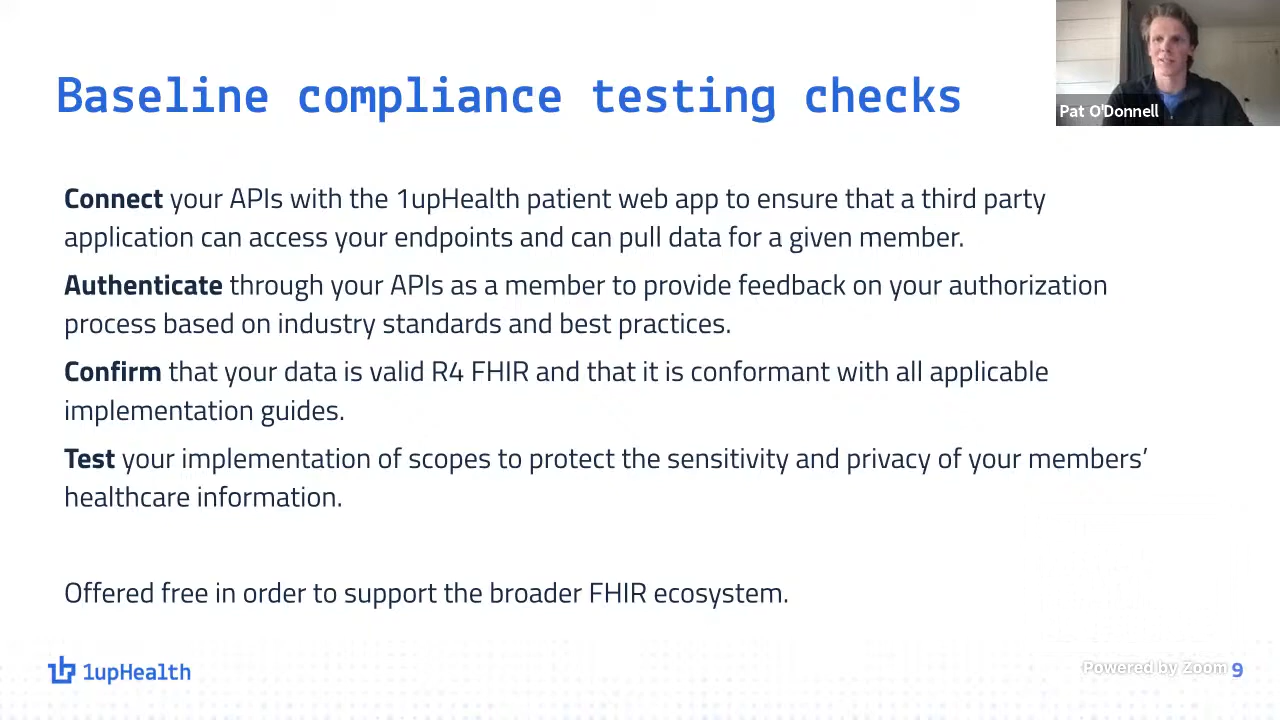 Baseline compliance testing checks
Pat O'Donnell
Connect your APIs with the 1upHealth patient web app to ensure that a third party
application can access your endpoints and can pull data for a given member.
Authenticate through your APIs as a member to provide feedback on your authorization
process based on industry standards and best practices.
Confirm that your data is valid R4 FHIR and that it is conformant with all applicable
implementation guides.
Test your implementation of scopes to protect the sensitivity and privacy of your members’
healthcare information.
Offered free in order to support the broader FHIR ecosystem.
1upHealth
Powered by Zoom 9